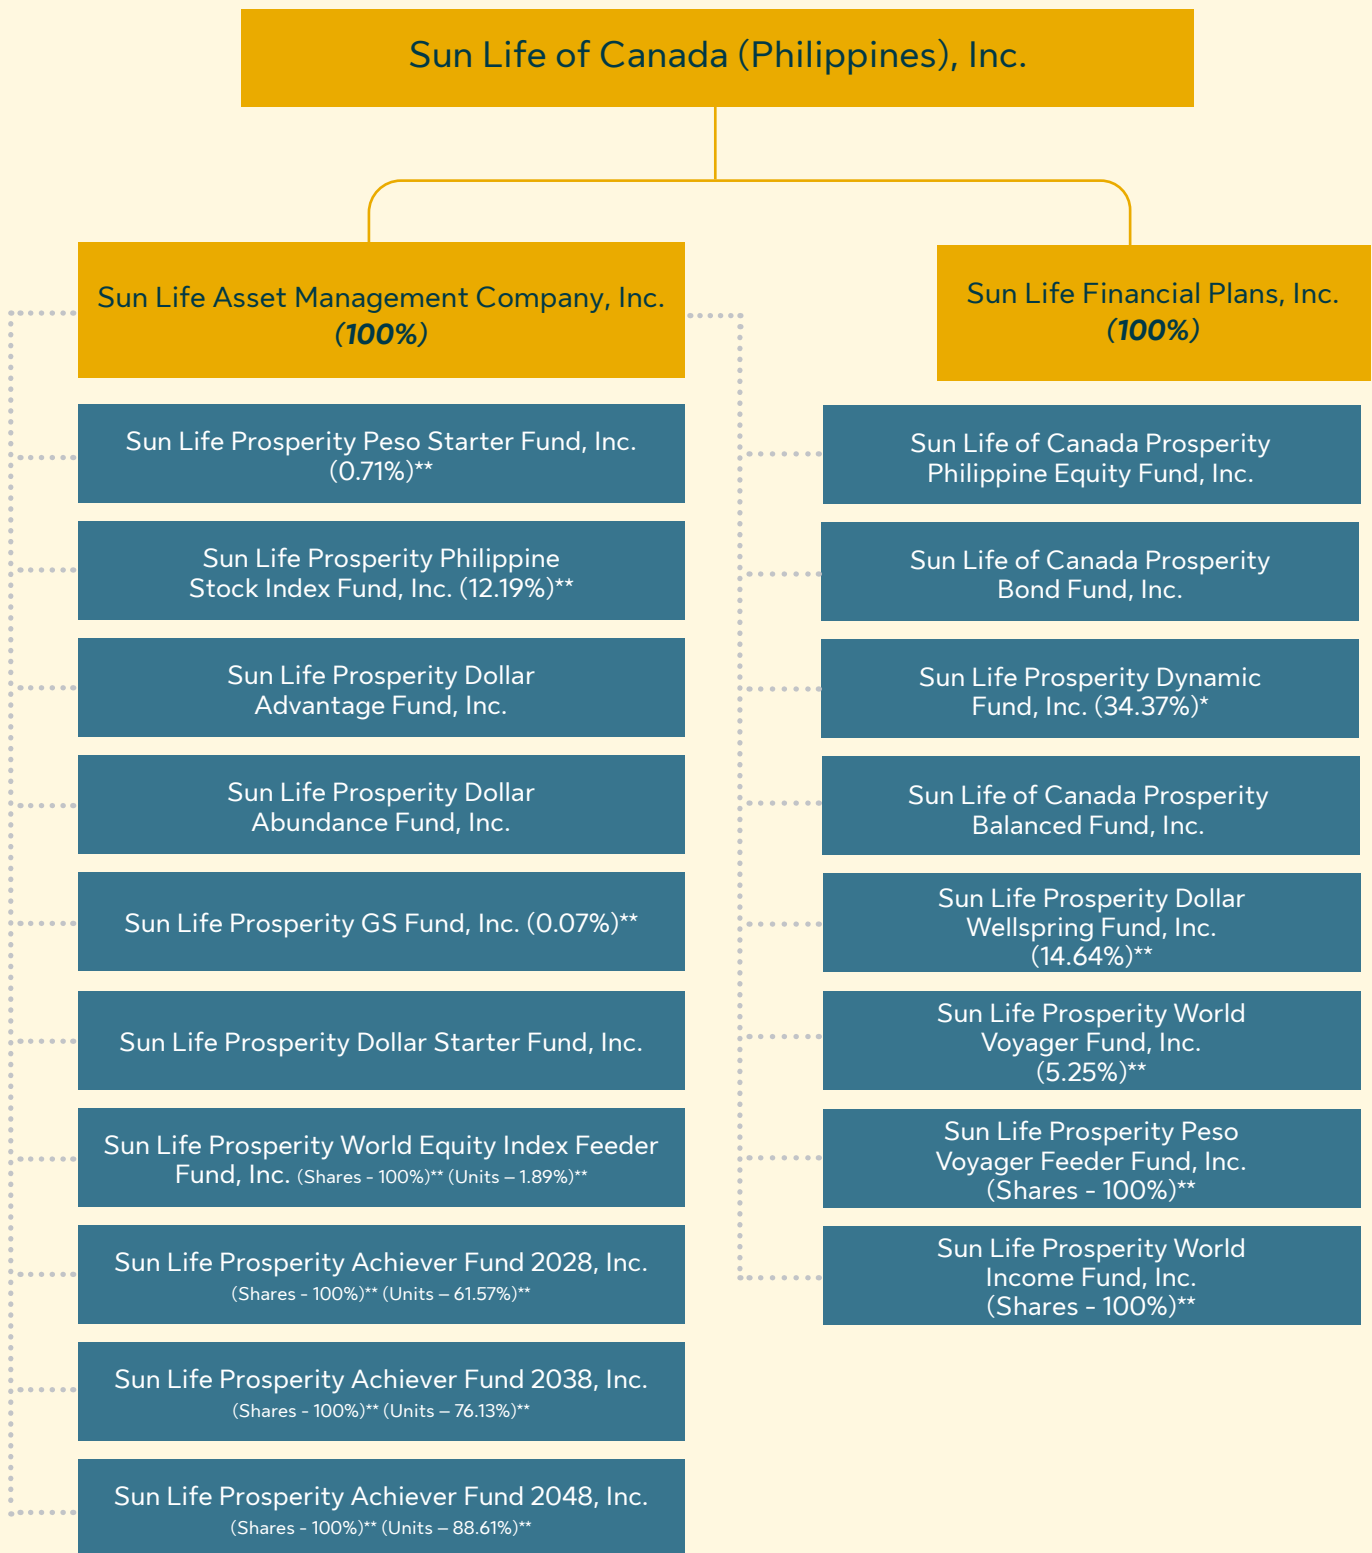 Sun Life of Canada (Philippines), Inc.
Sun Life Asset Management Company, Inc.
(100%)
Sun Life Prosperity Peso Starter Fund, Inc.
(0.71%)**
Sun Life Prosperity Philippine
Stock Index Fund, Inc. (12.19%)**
Sun Life Prosperity Dollar
Advantage Fund, Inc.
Sun Life Prosperity Dollar
Abundance Fund, Inc.
Sun Life Prosperity GS Fund, Inc. (0.07%)**
Sun Life Prosperity Dollar Starter Fund, Inc.
Sun Life Prosperity World Equity Index Feeder
Fund, Inc. (Shares - 100%)** (Units – 1.89%)**
Sun Life Prosperity Achiever Fund 2028, Inc.
(Shares - 100%)** (Units – 61.57%)**
Sun Life Prosperity Achiever Fund 2038, Inc.
(Shares - 100%)** (Units – 76.13%)**
Sun Life Prosperity Achiever Fund 2048, Inc.
(Shares - 100%)** (Units – 88.61%)**
Sun Life Financial Plans, Inc.
(100%)
Sun Life of Canada Prosperity
Philippine Equity Fund, Inc.
Sun Life of Canada Prosperity
Bond Fund, Inc.
Sun Life Prosperity Dynamic
Fund, Inc. (34.37%)*
Sun Life of Canada Prosperity
Balanced Fund, Inc.
Sun Life Prosperity Dollar
Wellspring Fund, Inc.
(14.64%)**
Sun Life Prosperity World
Voyager Fund, Inc.
(5.25%)**
Sun Life Prosperity Peso
Voyager Feeder Fund, Inc.
(Shares - 100%)**
Sun Life Prosperity World
Income Fund, Inc.
(Shares - 100%)**